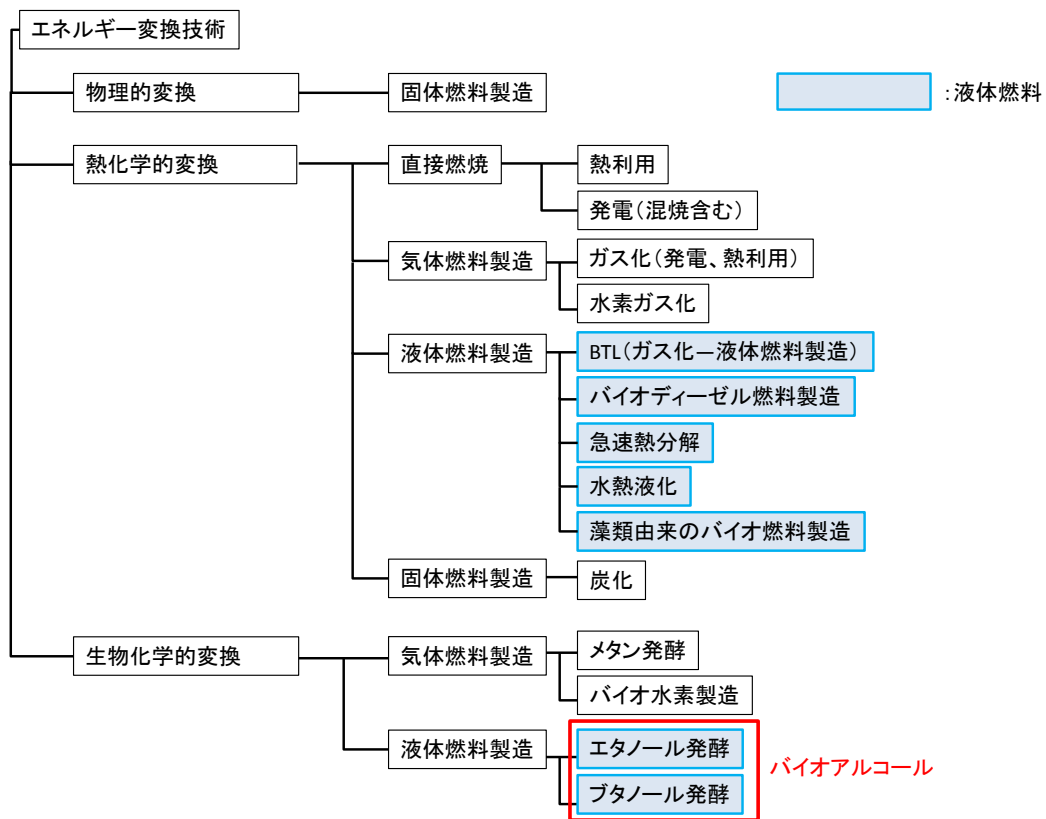 エネルギー変換技術
物理的変換
固体燃料製造
:液体燃料
熱化学的変換
直接燃焼
熱利用
発電(混焼含む)
気体燃料製造
ガス化(発電、熱利用)
水素ガス化
液体燃料製造
BTL(ガス化―液体燃料製造)
バイオディーゼル燃料製造
急速熱分解
水熱液化
藻類由来のバイオ燃料製造
固体燃料製造
炭化
生物化学的変換
気体燃料製造
メタン発酵
バイオ水素製造
液体燃料製造
エタノール発酵
バイオアルコール
ブタノール発酵